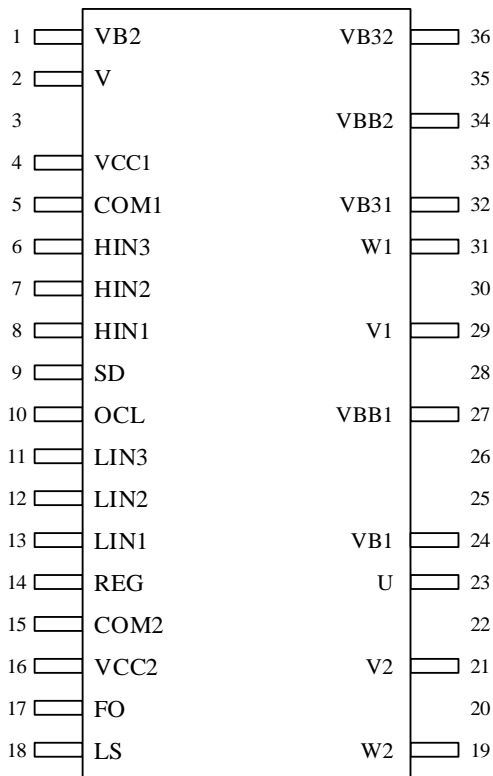 1 VB2 VB32 36
2 V 35
3 VBB2 34
4 VCC1 33
5 COM1 VB31 32
6 HIN3 W1 31
7 HIN2 30
8 HIN1 V1 29
9 SD 28
10 OCL VBB1 27
11 LIN3 26
12 LIN2 25
13 LIN1 VB1 24
14 REG U 23
15 COM2 22
16 VCC2 V2 21
17 FO 20
18 LS W2 19